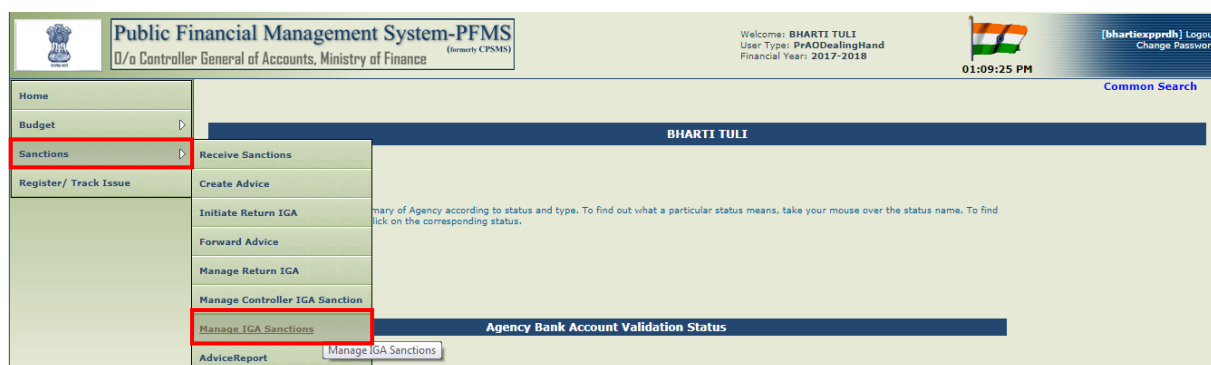 Public Financial Management System-PFMS
(formerly CPSMS)
O/o Controller General of Accounts, Ministry of Finance
Welcome: BHARTI TULI
User Type: PrAODealingHand
Financial Year: 2017-2018
01:09:25 PM
[bhartiexpprdh] Logou
Change Passwor
Common Search
Home
Budget
Sanctions
Register/ Track Issue
Receive Sanctions
Create Advice
Initiate Return IGA
Forward Advice
Manage Return IGA
Manage Controller IGA Sanction
Manage IGA Sanctions
AdviceReport
Manage IGA Sanctions
BHARTI TULI
mary of Agency according to status and type. To find out what a particular status means, take your mouse over the status name. To find
lick on the corresponding status.
Agency Bank Account Validation Status